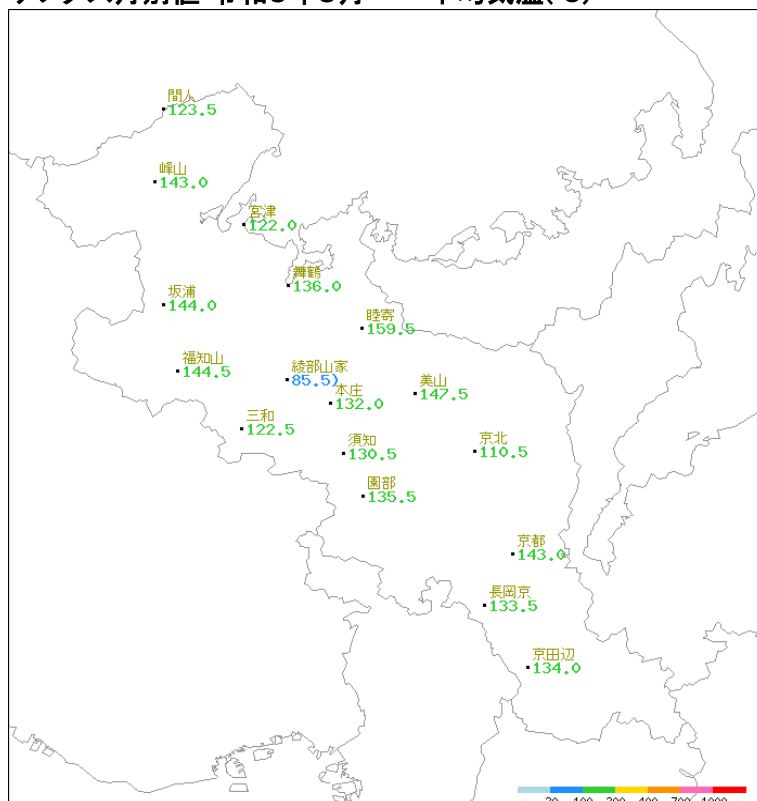 間人
123.5
峰山
143.0
宮津
122.0
舞鶴
136.0
坂浦
144.0
睦寄
159.5
福知山
144.5
綾部山家
85.5)
本庄
132.0
美山
147.5
三和
122.5
須知
130.5
京北
110.5
園部
135.5
京都
143.0
長岡京
133.5
京田辺
134.0